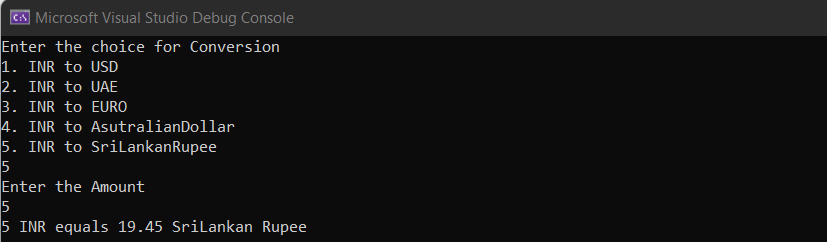 C:\ Microsoft Visual Studio Debug Console
Enter the choice for Conversion
1. INR to USD
2. INR to UAE
3. INR to EURO
4. INR to AsutralianDollar
5. INR to SriLankanRupee
5
Enter the Amount
5
5 INR equals 19.45 SriLankan Rupee